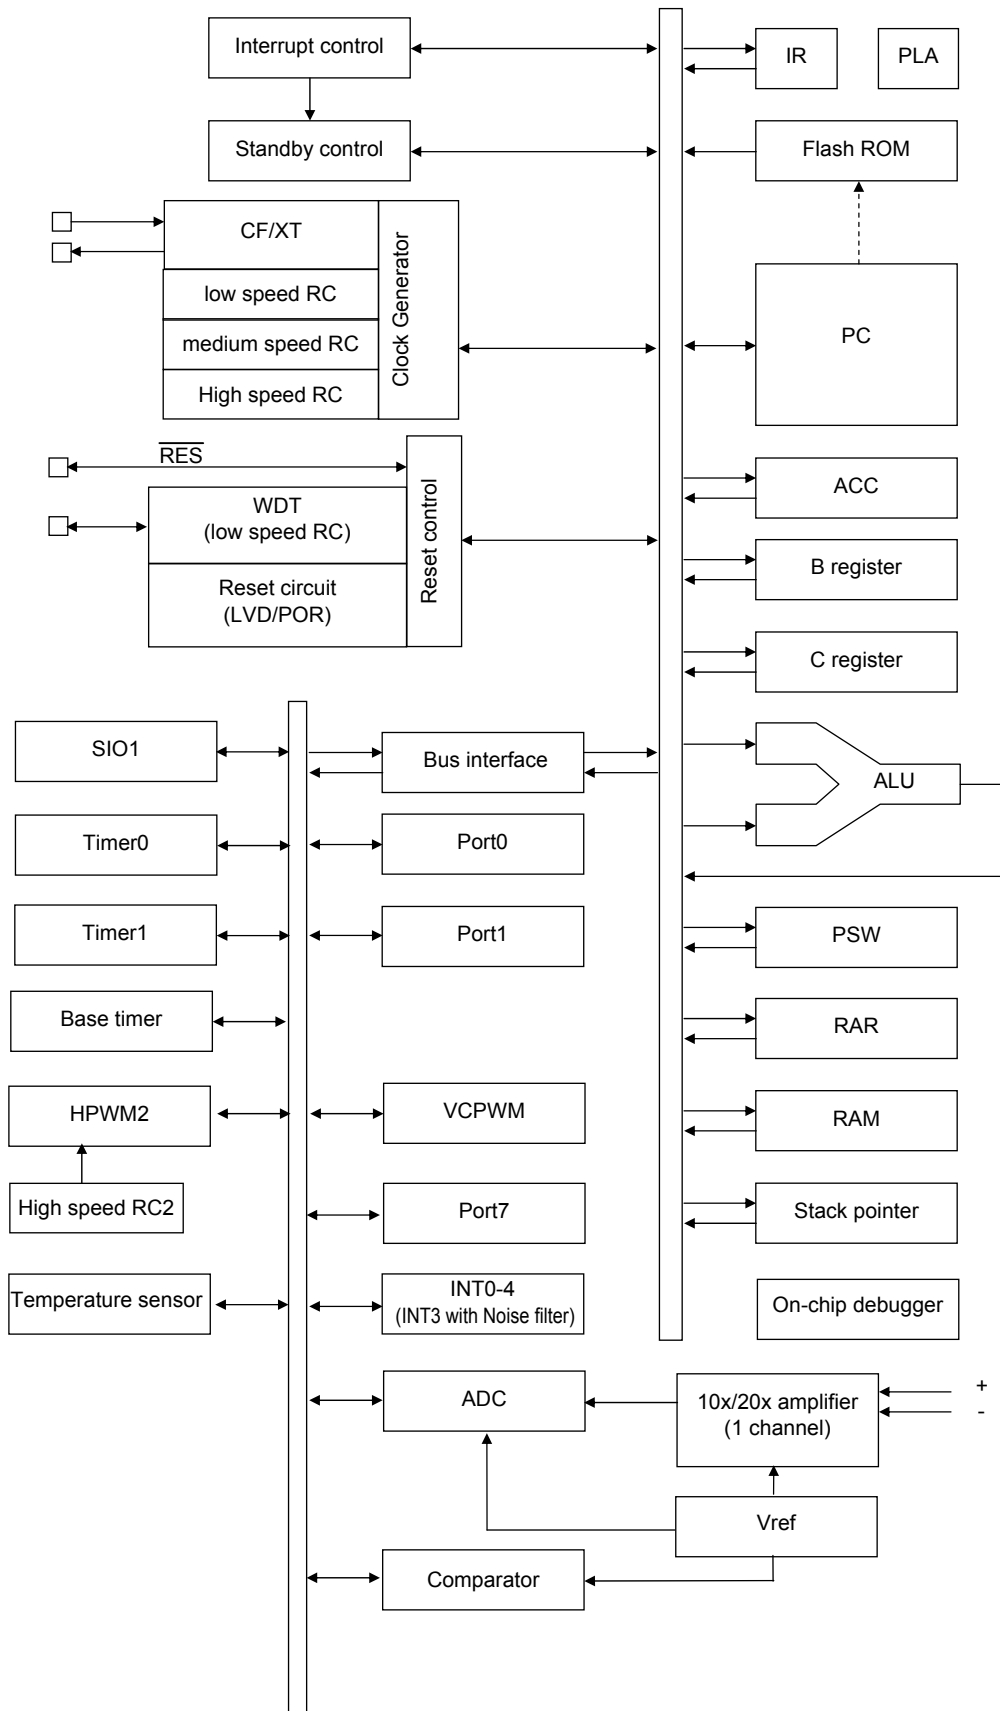 Interrupt control
IR
PLA
Standby control
Flash ROM
CF/XT
low speed RC
medium speed RC
High speed RC
Clock Generator
PC
RES
WDT
(low speed RC)
Reset circuit
(LVD/POR)
Reset control
ACC
B register
C register
SIO1
Bus interface
ALU
Timer0
Port0
Timer1
Port1
PSW
Base timer
RAR
HPWM2
VCPWM
RAM
High speed RC2
Port7
Stack pointer
Temperature sensor
INT0-4
(INT3 with Noise filter)
On-chip debugger
ADC
10x/20x amplifier
(1 channel)
+
-
Vref
Comparator